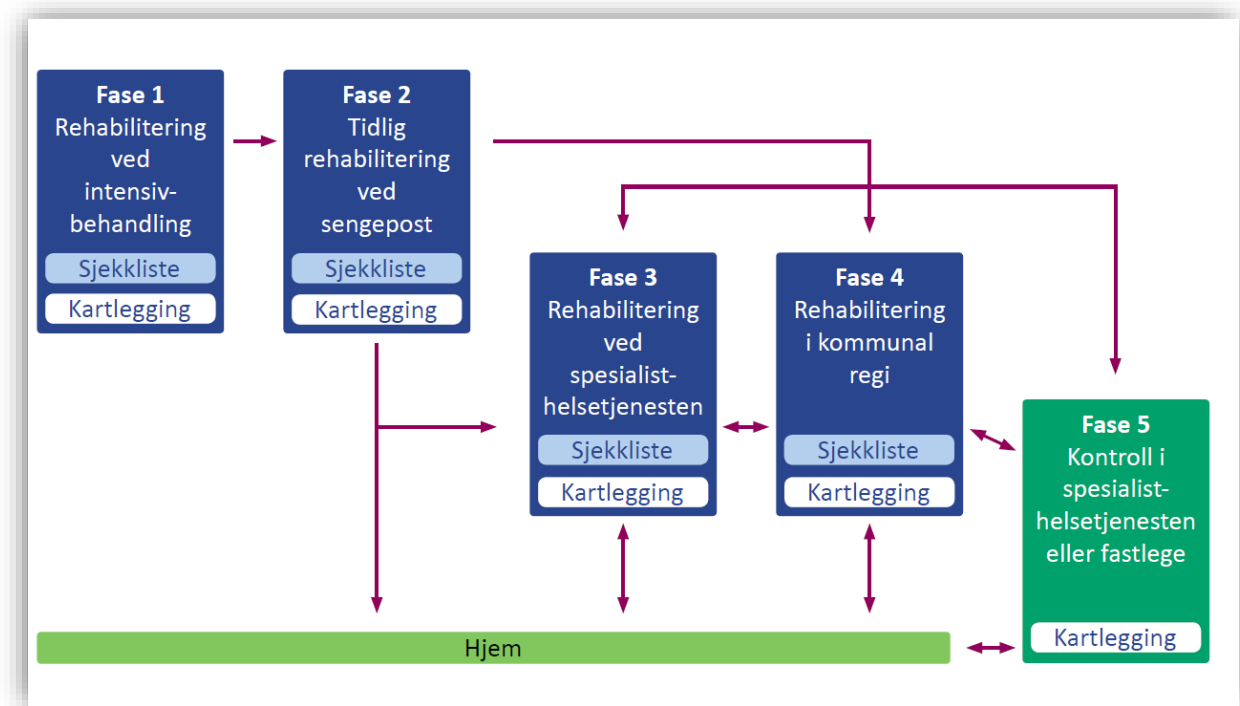 Fase 1
Rehabilitering
ved
intensiv-
behandling
Sjekkliste
Kartlegging
Fase 2
Tidlig
rehabilitering
ved
sengepost
Sjekkliste
Kartlegging
Fase 3
Rehabilitering
ved
spesialist-
helsetjenesten
Sjekkliste
Kartlegging
Fase 4
Rehabilitering
i kommunal
regi
Sjekkliste
Kartlegging
Fase 5
Kontroll i
spesialist-
helsetjenesten
eller fastlege
Kartlegging
Hjem